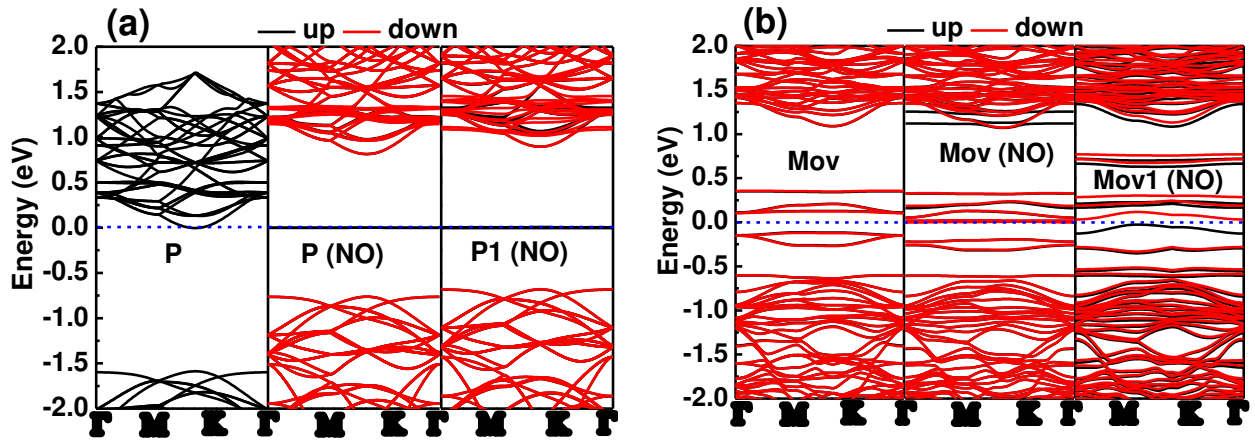 (a)
up down
Energy (eV)
2.0
1.5
1.0
0.5
0.0
-0.5
-1.0
-1.5
-2.0
P
P (NO)
P1 (NO)
Γ M K Γ M K Γ M K Γ
(b)
up down
Energy (eV)
2.0
1.5
1.0
0.5
0.0
-0.5
-1.0
-1.5
-2.0
Mov
Mov (NO)
Mov1 (NO)
Γ M K Γ M K Γ M K Γ